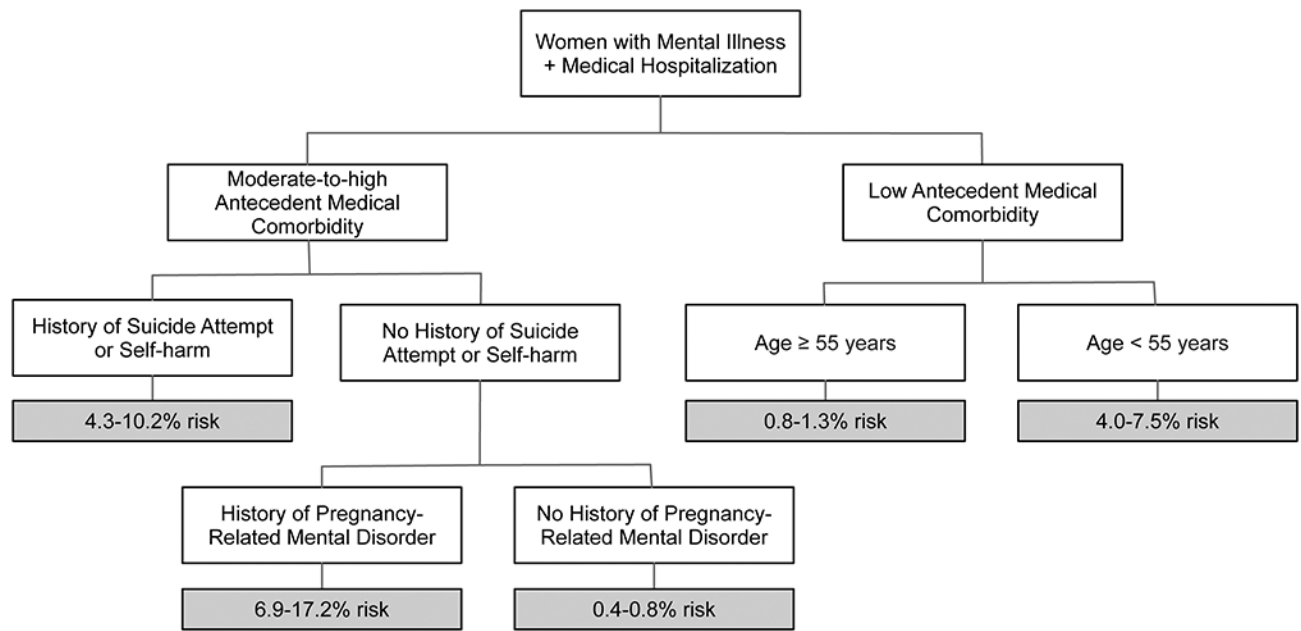 Women with Mental Illness
+ Medical Hospitalization
Moderate-to-high
Antecedent Medical
Comorbidity
Low Antecedent Medical
Comorbidity
History of Suicide Attempt
or Self-harm
No History of Suicide
Attempt or Self-harm
Age ≥ 55 years
Age < 55 years
4.3-10.2% risk
0.8-1.3% risk
4.0-7.5% risk
History of Pregnancy-
Related Mental Disorder
No History of Pregnancy-
Related Mental Disorder
6.9-17.2% risk
0.4-0.8% risk